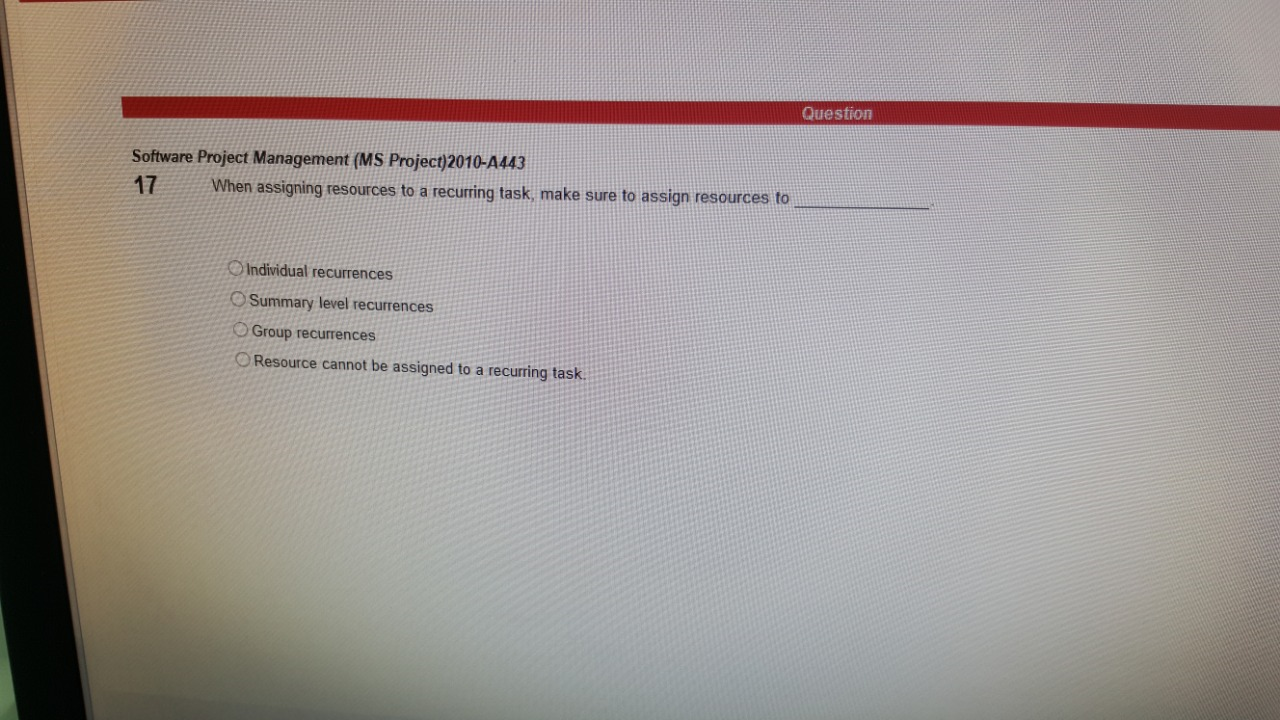 Question
Software Project Management (MS Project)2010-A443
17 When assigning resources to a recurring task, make sure to assign resources to ______________.
Individual recurrences
Summary level recurrences
Group recurrences
Resource cannot be assigned to a recurring task.